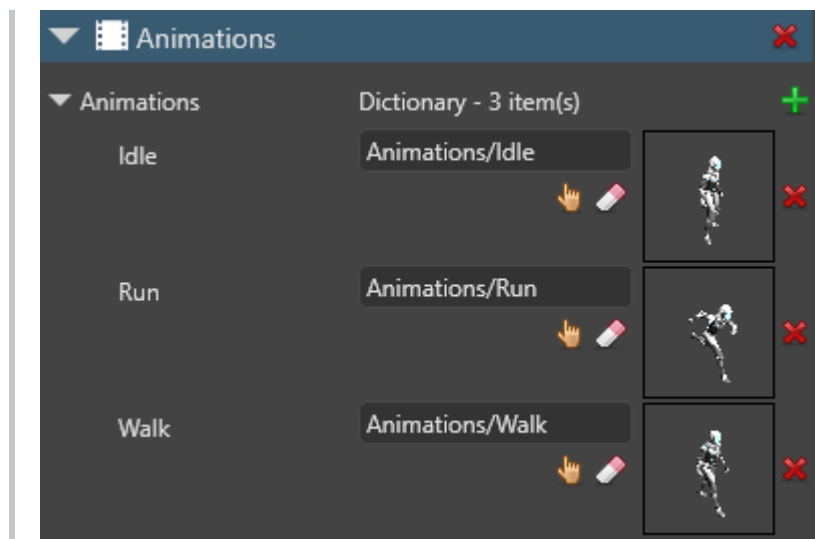 Animations
Animations Dictionary - 3 item(s)
Idle Animations/Idle
Run Animations/Run
Walk Animations/Walk